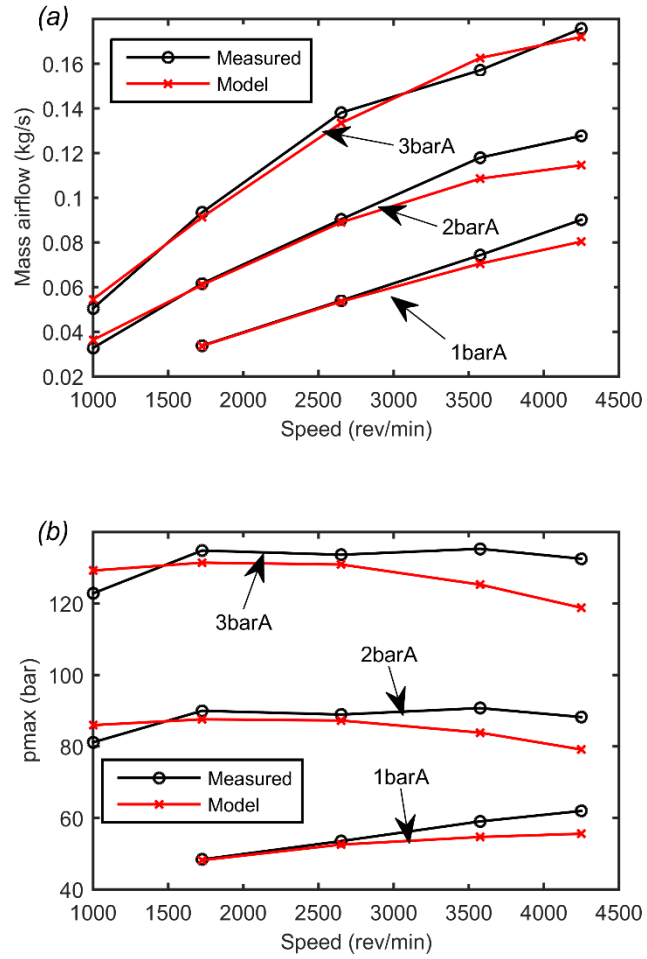 (a)
0.16
0.14
0.12
0.1
0.08
0.06
0.04
0.02
Mass airflow (kg/s)
Measured
Model
3barA
2barA
1barA
1000 1500 2000 2500 3000 3500 4000 4500
Speed (rev/min)
(b)
120
100
80
60
40
pmax (bar)
3barA
2barA
1barA
Measured
Model
1000 1500 2000 2500 3000 3500 4000 4500
Speed (rev/min)